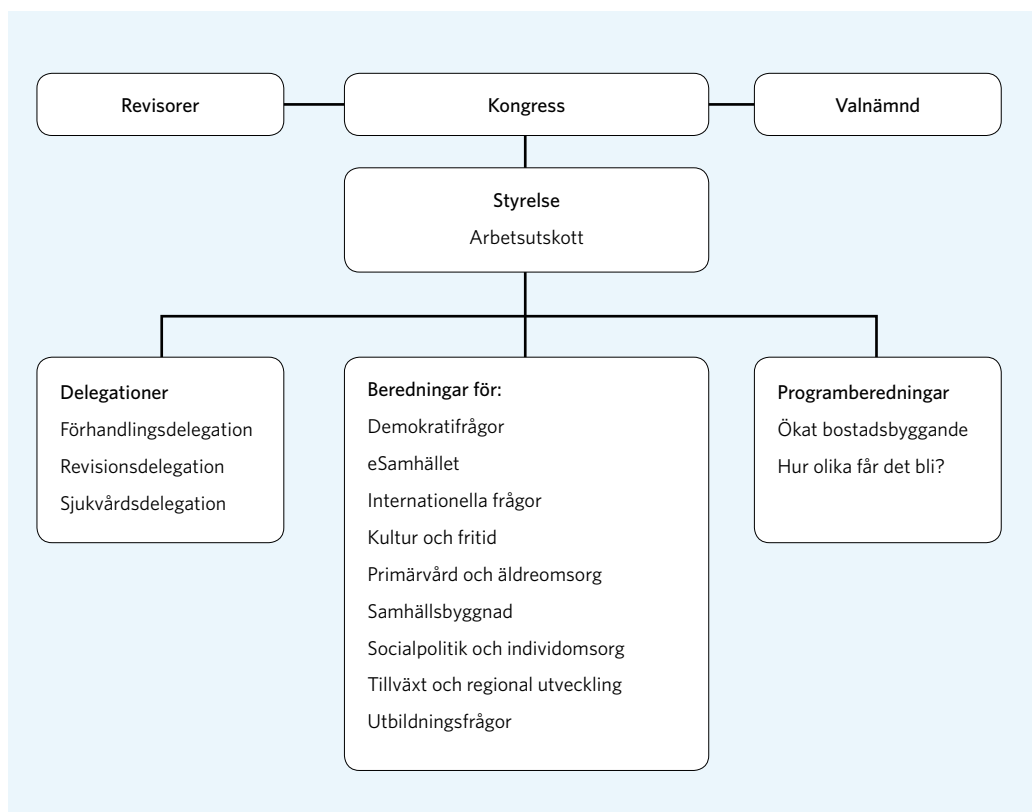 Revisorer
Kongress
Valnämnd
Styrelse
Arbetsutskott
Delegationer
Förhandlingsdelegation
Revisionsdelegation
Sjukvårdsdelegation
Beredningar för:
Demokratifrågor
eSamhället
Internationella frågor
Kultur och fritid
Primärvård och äldreomsorg
Samhällsbyggnad
Socialpolitik och individomsorg
Tillväxt och regional utveckling
Utbildningsfrågor
Programberedningar
Ökat bostadsbyggande
Hur olika får det bli?